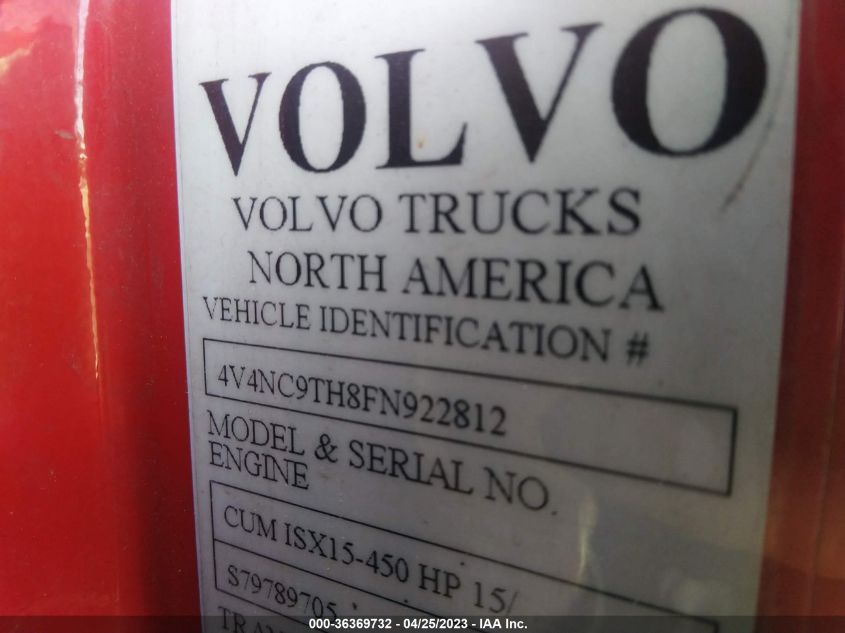 VOLVO
VOLVO TRUCKS
NORTH AMERICA
VEHICLE IDENTIFICATION #
4V4NC9TH8FN922812
MODEL & SERIAL NO.
ENGINE
CUM ISX15-450 HP 15/
S79789705
000-36369732 - 04/25/2023 - IAA Inc.